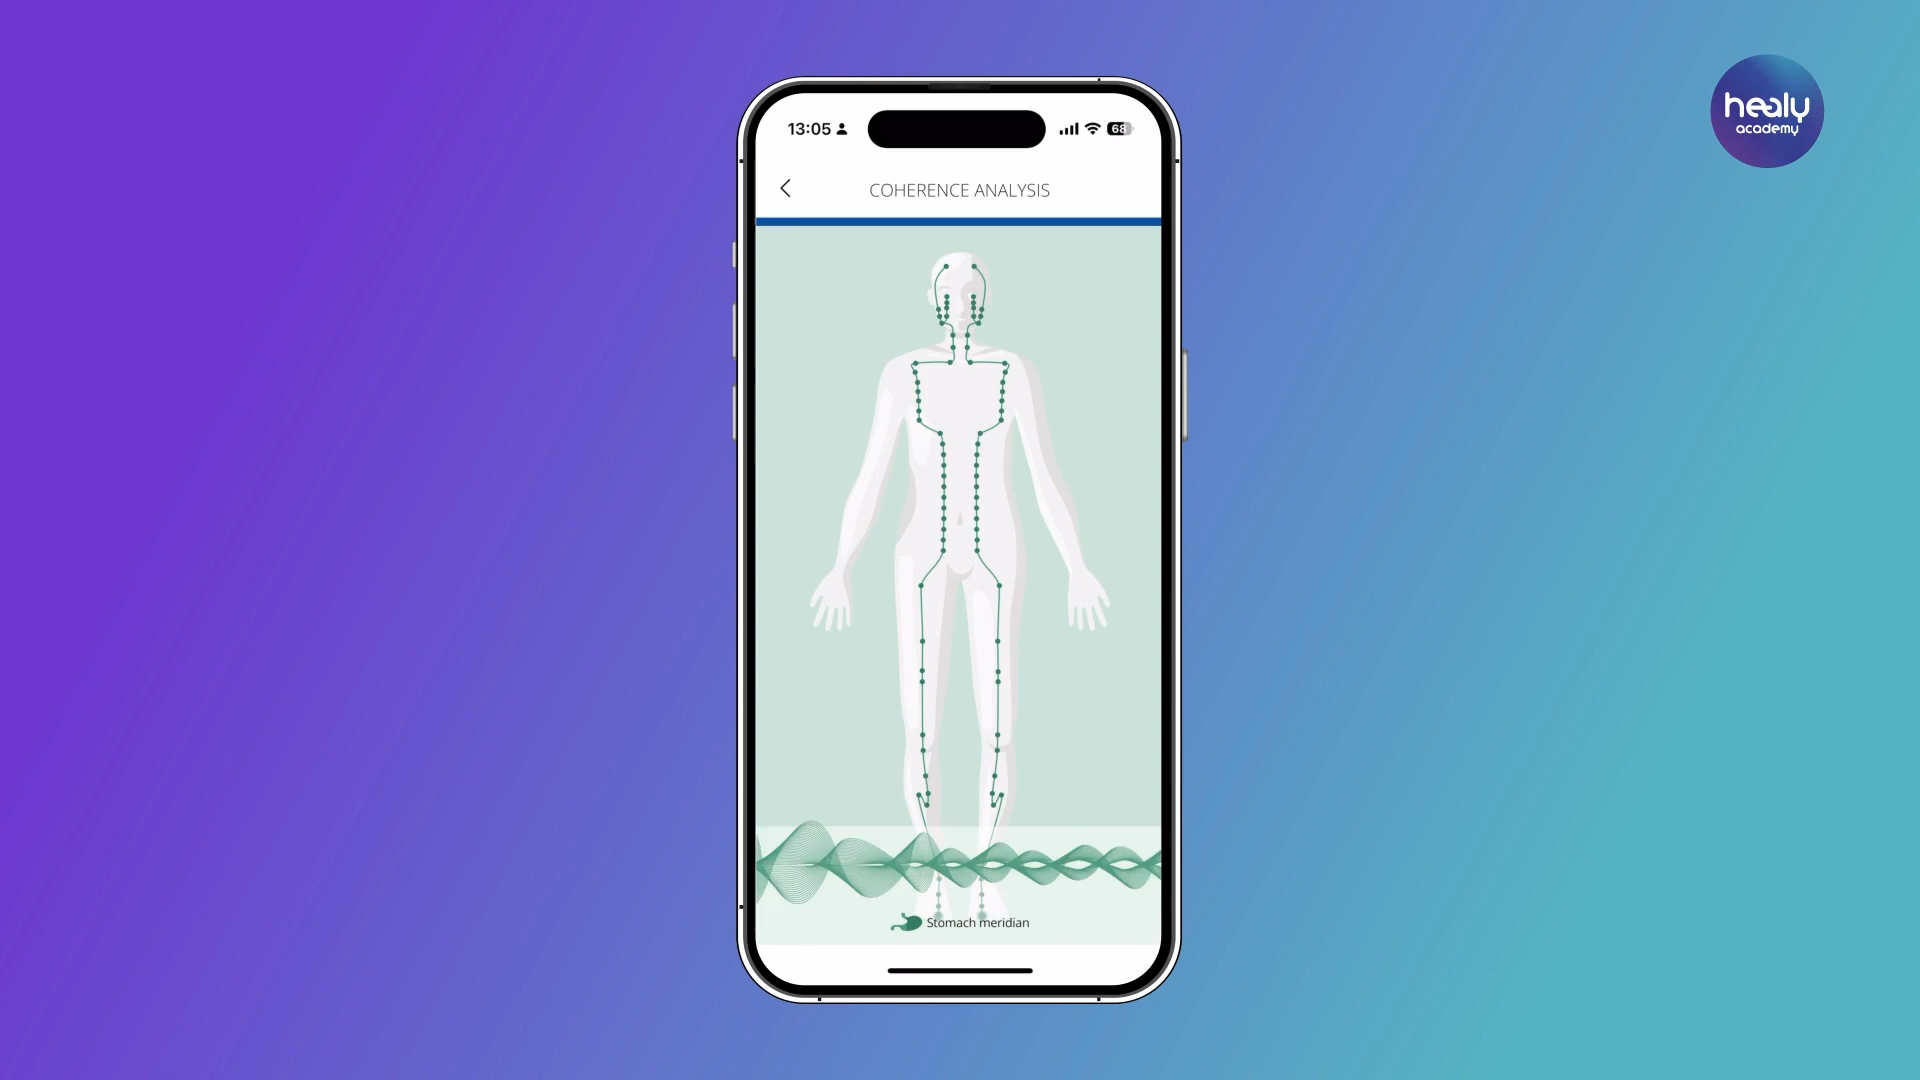 healy
academy
13:05
68
COHERENCE ANALYSIS
Stomach meridian